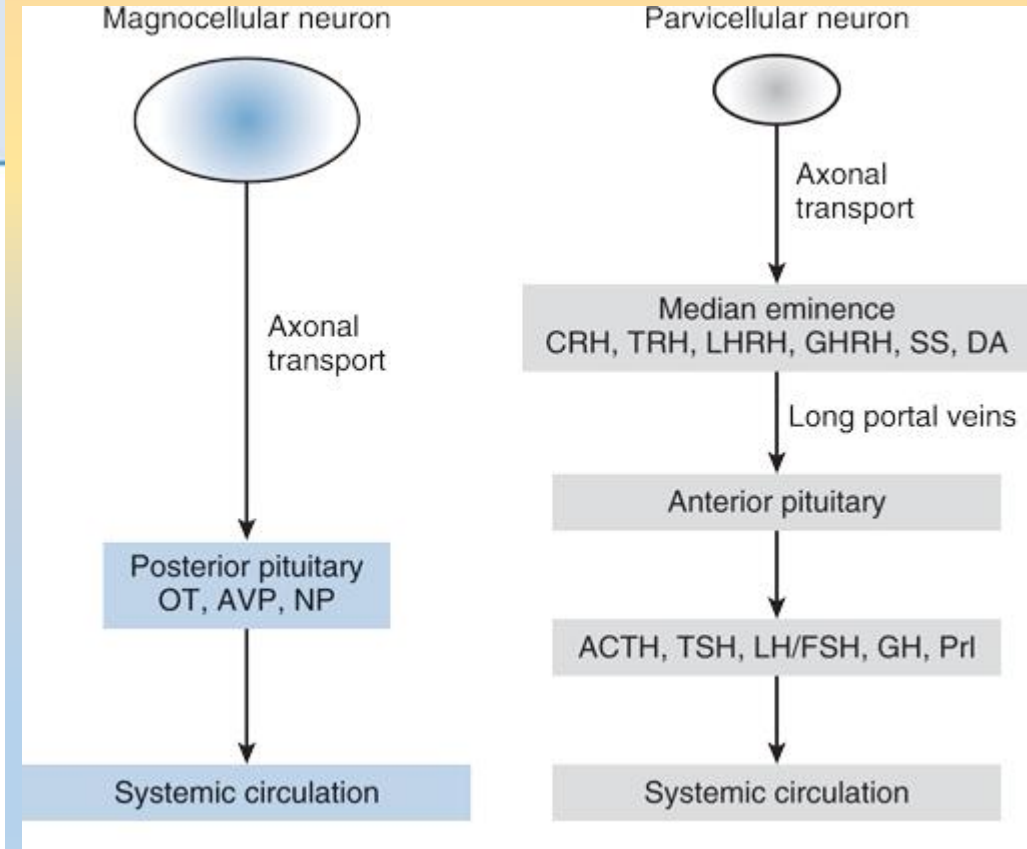 Magnocellular neuron
Axonal
transport
Posterior pituitary
OT, AVP, NP
Systemic circulation
Parvicellular neuron
Axonal
transport
Median eminence
CRH, TRH, LHRH, GHRH, SS, DA
Long portal veins
Anterior pituitary
ACTH, TSH, LH/FSH, GH, Prl
Systemic circulation